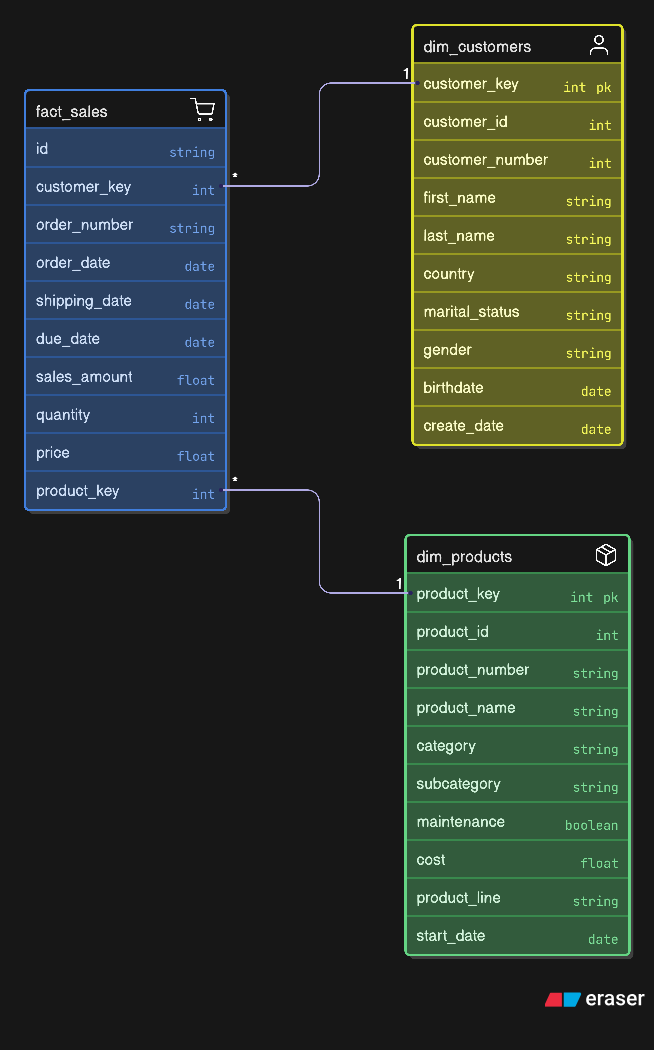 fact_sales
id string
* customer_key int
order_number string
order_date date
shipping_date date
due_date date
sales_amount float
quantity int
price float
* product_key int
dim_customers
1 customer_key int pk
customer_id int
customer_number int
first_name string
last_name string
country string
marital_status string
gender string
birthdate date
create_date date
dim_products
1 product_key int pk
product_id int
product_number string
product_name string
category string
subcategory string
maintenance boolean
cost float
product_line string
start_date date
eraser